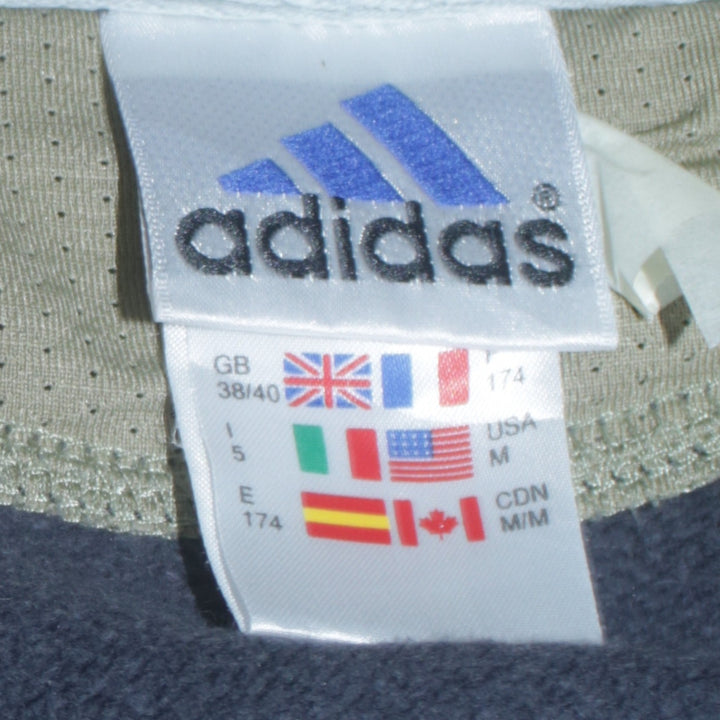 adidas®
GB
38/40
F
174
I
5
USA
M
E
174
CDN
M/M